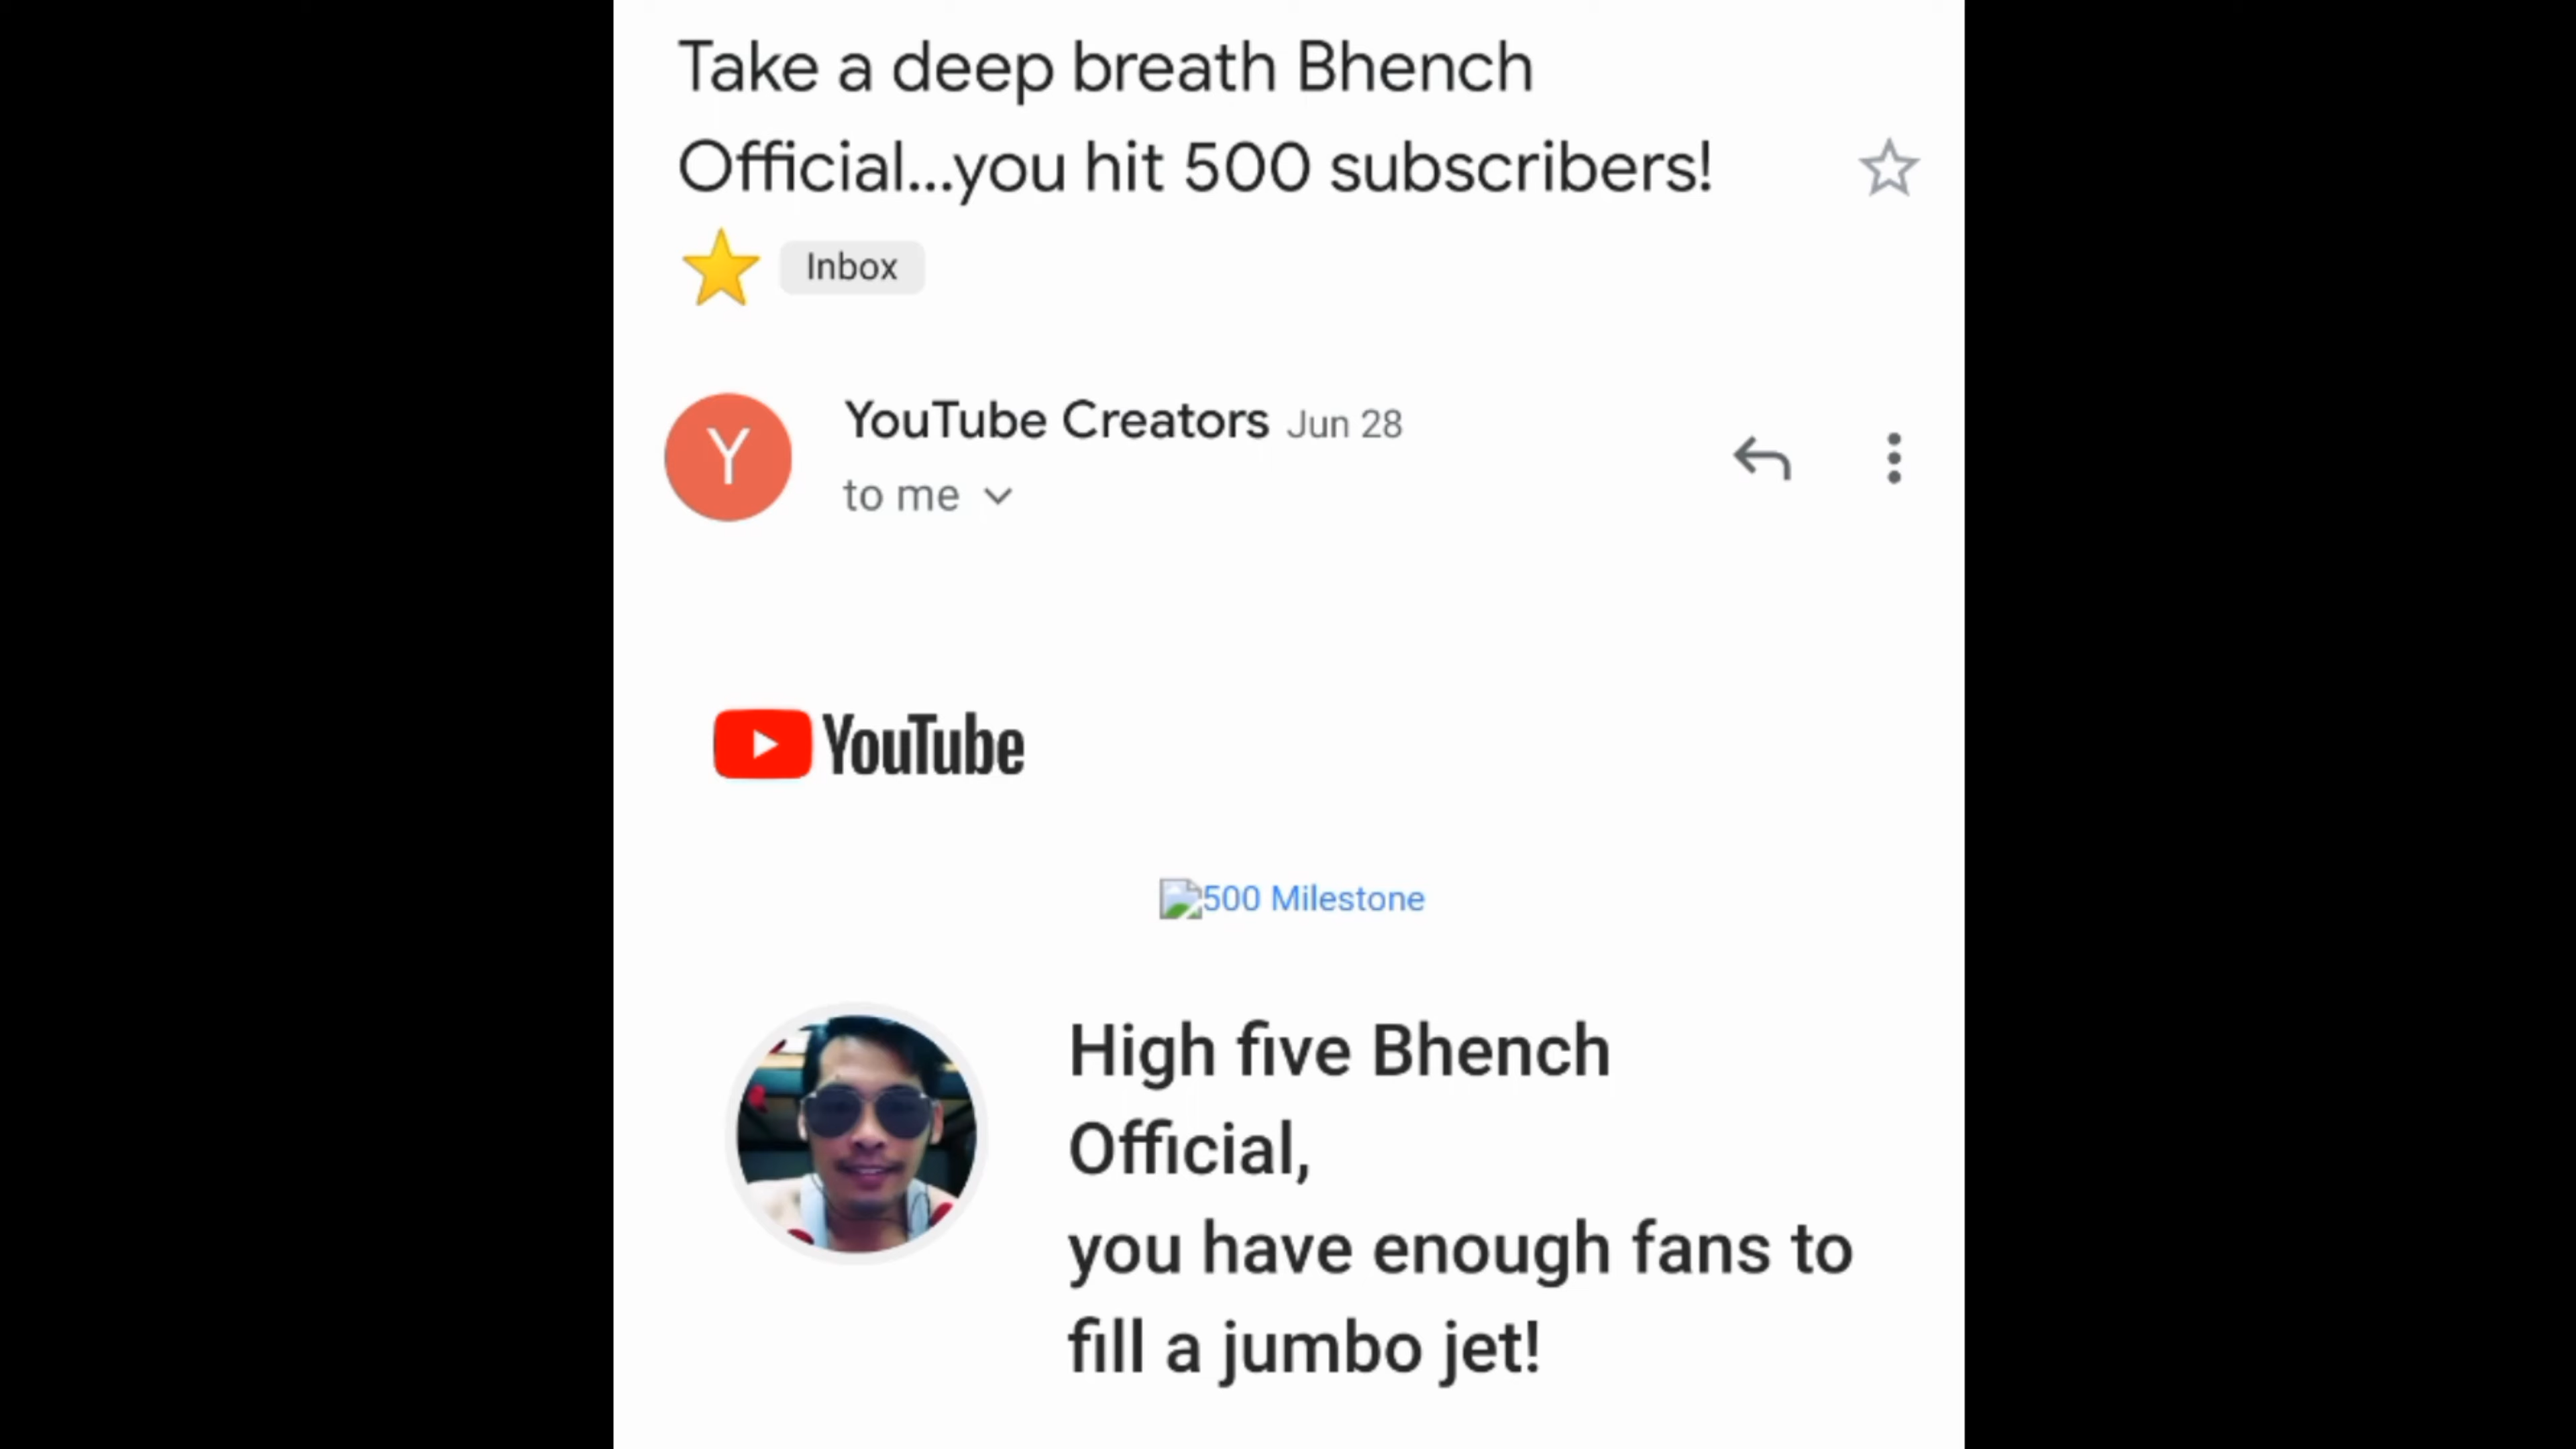 Take a deep breath Bhench
Official...you hit 500 subscribers!
⭐ Inbox
Y
YouTube Creators Jun 28
to me
YouTube
500 Milestone
High five Bhench
Official,
you have enough fans to
fill a jumbo jet!